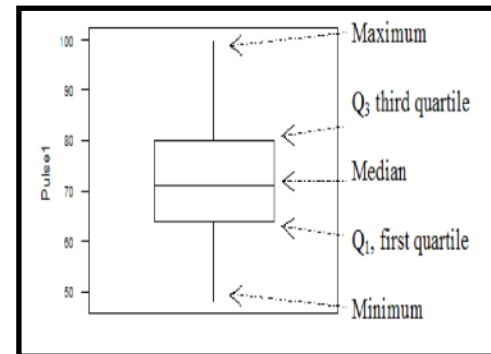 Maximum
100
90
Q3 third quartile
80
Median
70
Pulse1
Q1, first quartile
60
50
Minimum